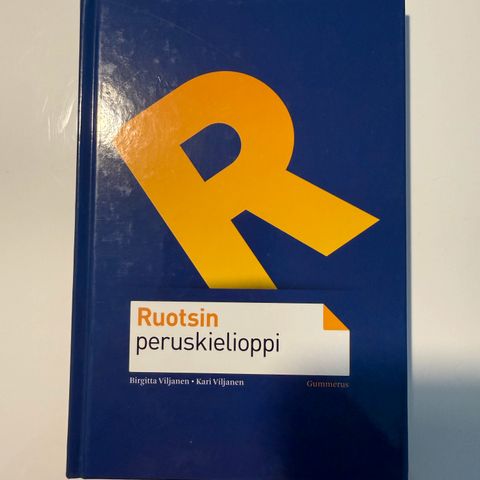 R
Ruotsin
peruskielioppi
Birgitta Viljanen • Kari Viljanen Gummerus